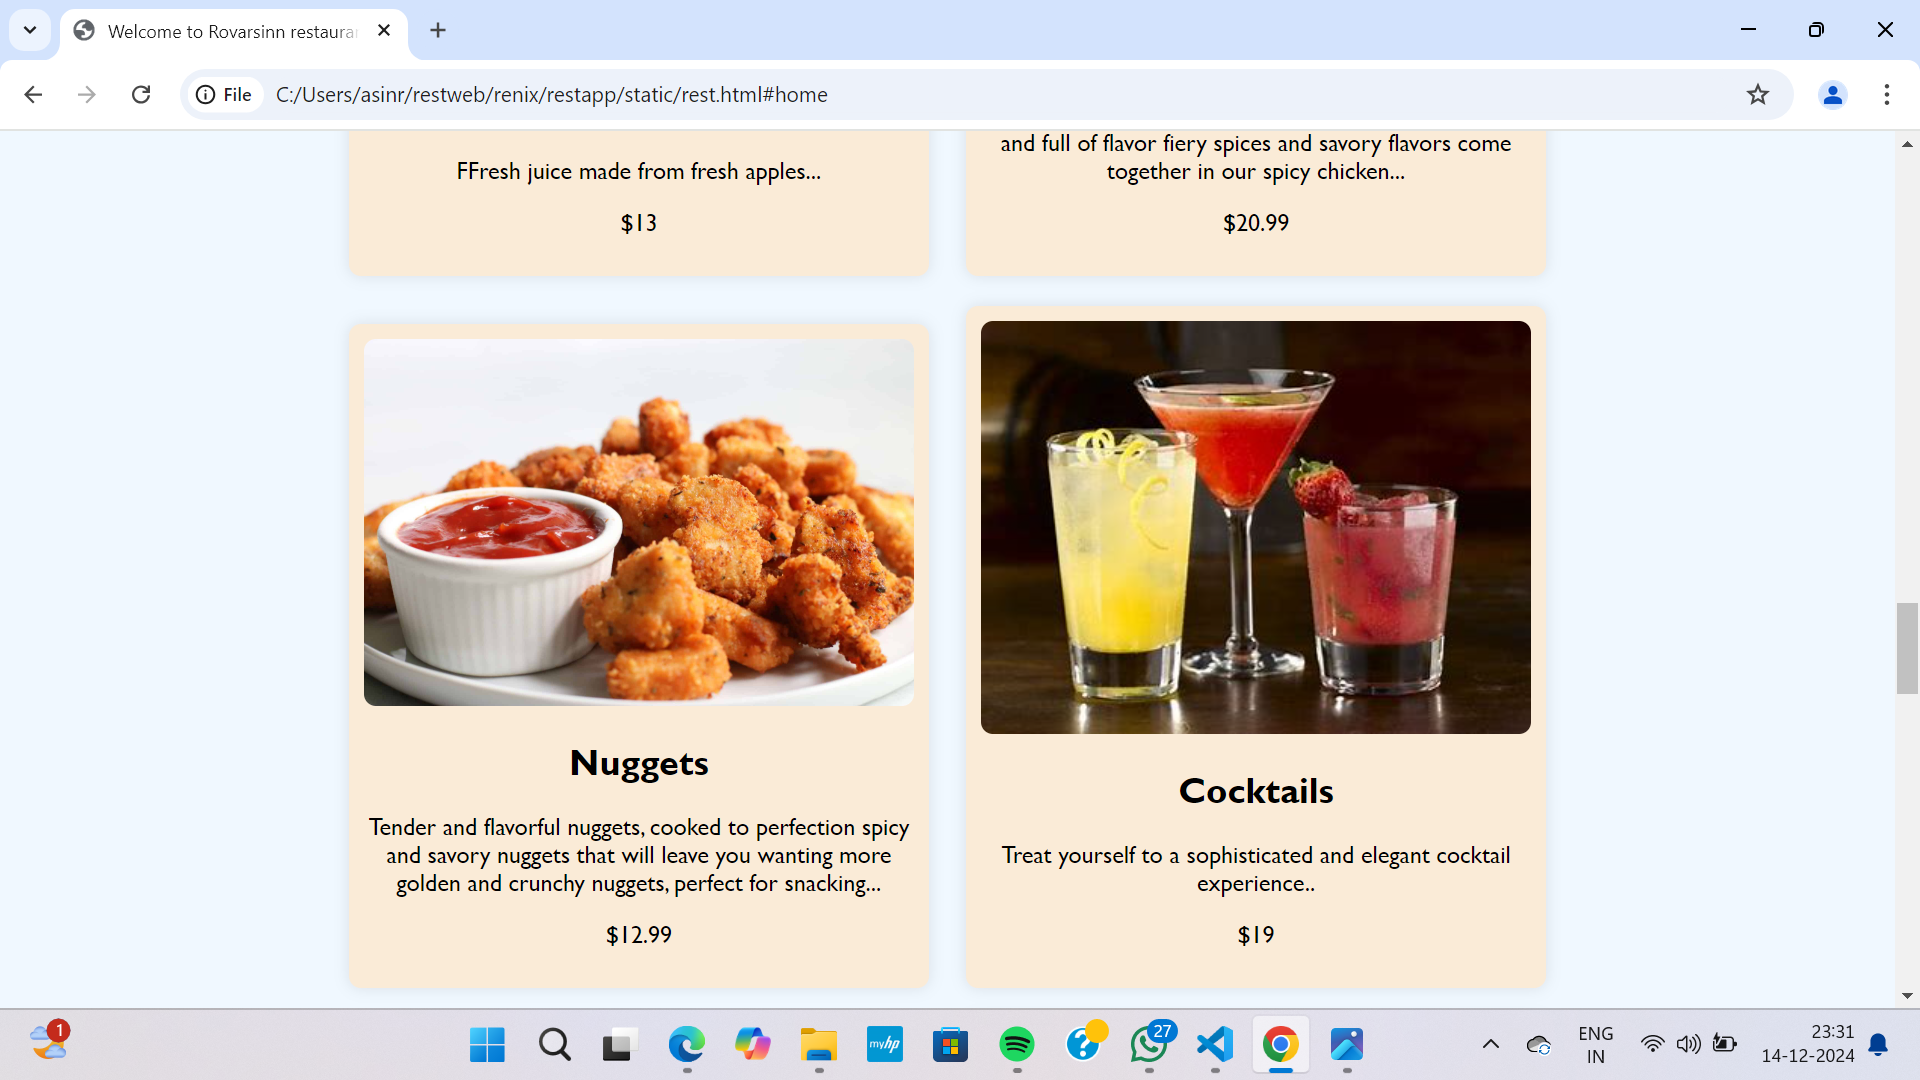 Welcome to Rovarsinn restaura
File
C:/Users/asinr/restweb/renix/restapp/static/rest.html#home
FFresh juice made from fresh apples...
$13
and full of flavor fiery spices and savory flavors come
together in our spicy chicken...
$20.99
Nuggets
Tender and flavorful nuggets, cooked to perfection spicy
and savory nuggets that will leave you wanting more
golden and crunchy nuggets, perfect for snacking...
$12.99
Cocktails
Treat yourself to a sophisticated and elegant cocktail
experience..
$19
1
myhp
?
27
ENG
IN
23:31
14-12-2024